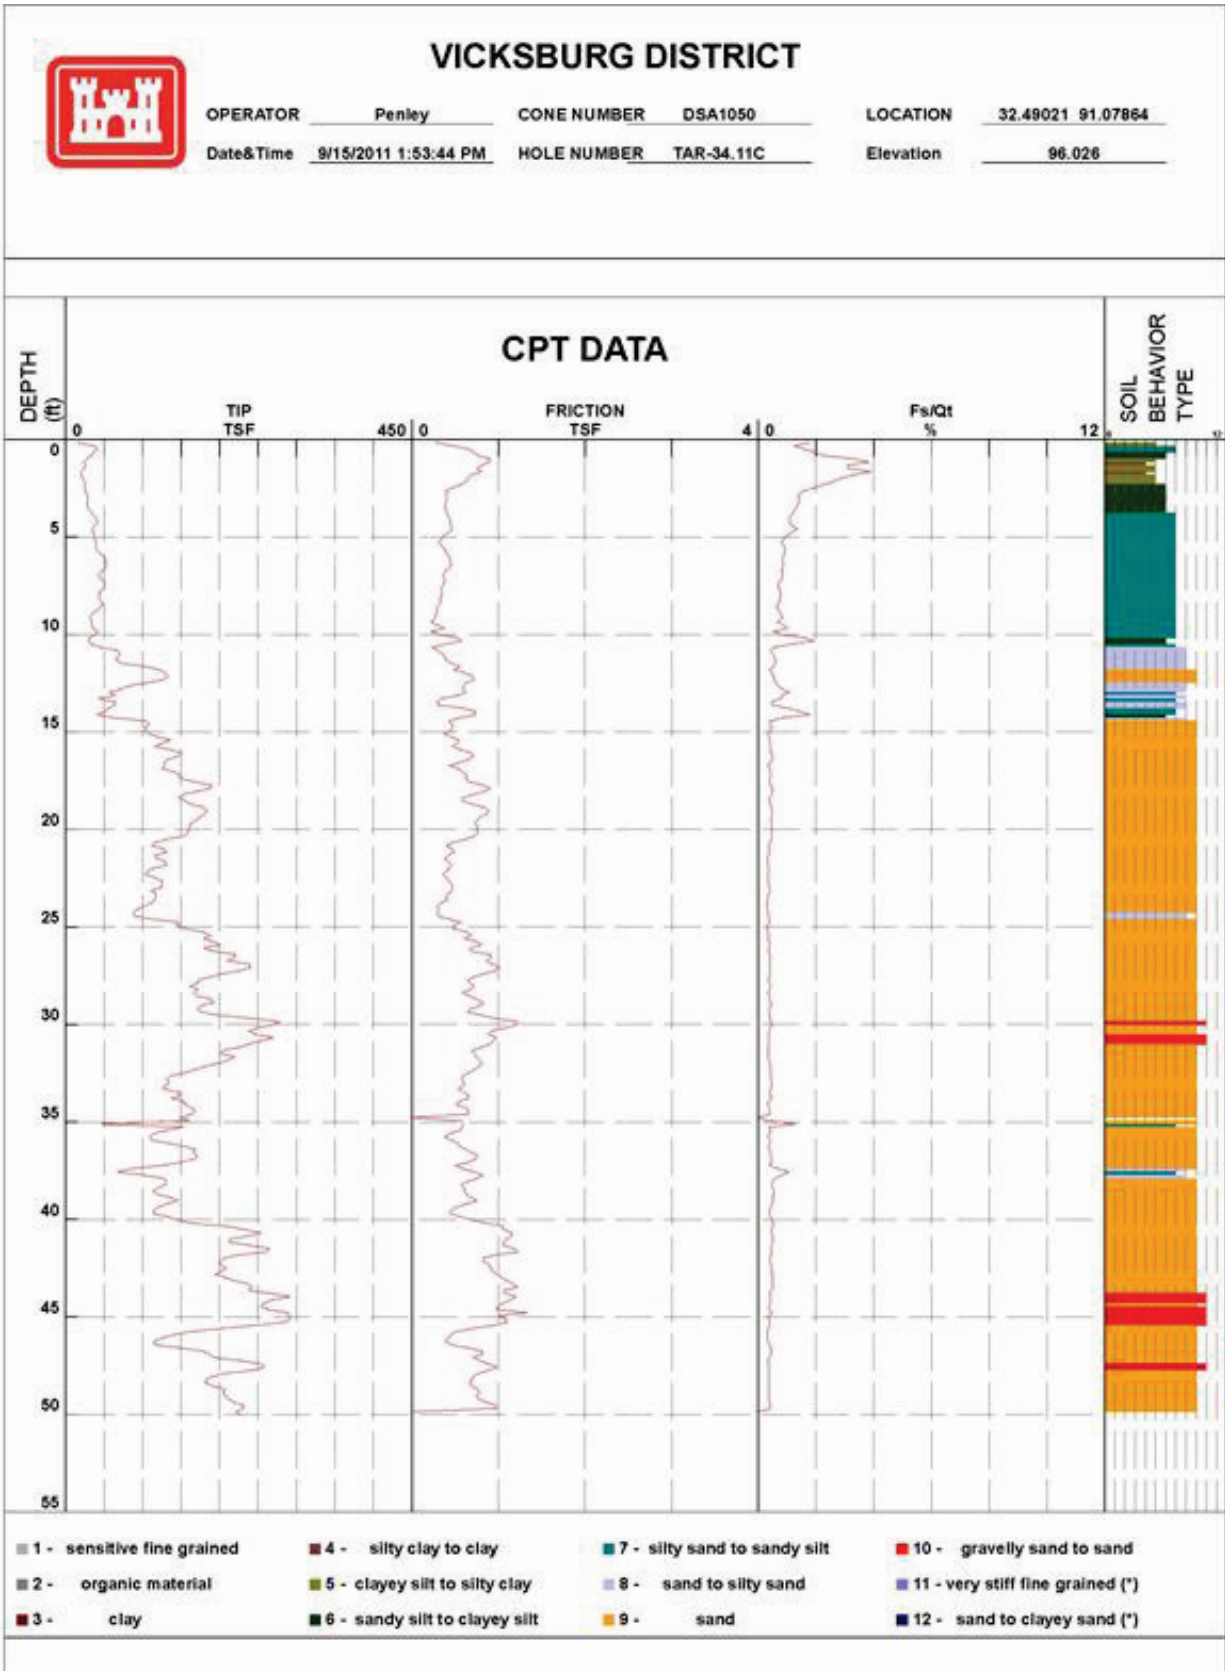 VICKSBURG DISTRICT
OPERATOR Penley CONE NUMBER DSA1050 LOCATION 32.49021 91.07864
Date&Time 9/15/2011 1:53:44 PM HOLE NUMBER TAR-34.11C Elevation 96.026
CPT DATA
DEPTH
(ft)
TIP FRICTION Fs/Qt
0 TSF 450 0 TSF 4 0 % 12
SOIL
BEHAVIOR
TYPE
12
0
5
10
15
20
25
30
35
40
45
50
55
1 - sensitive fine grained 4 - silty clay to clay 7 - silty sand to sandy silt 10 - gravelly sand to sand
2 - organic material 5 - clayey silt to silty clay 8 - sand to silty sand 11 - very stiff fine grained (*)
3 - clay 6 - sandy silt to clayey silt 9 - sand 12 - sand to clayey sand (*)